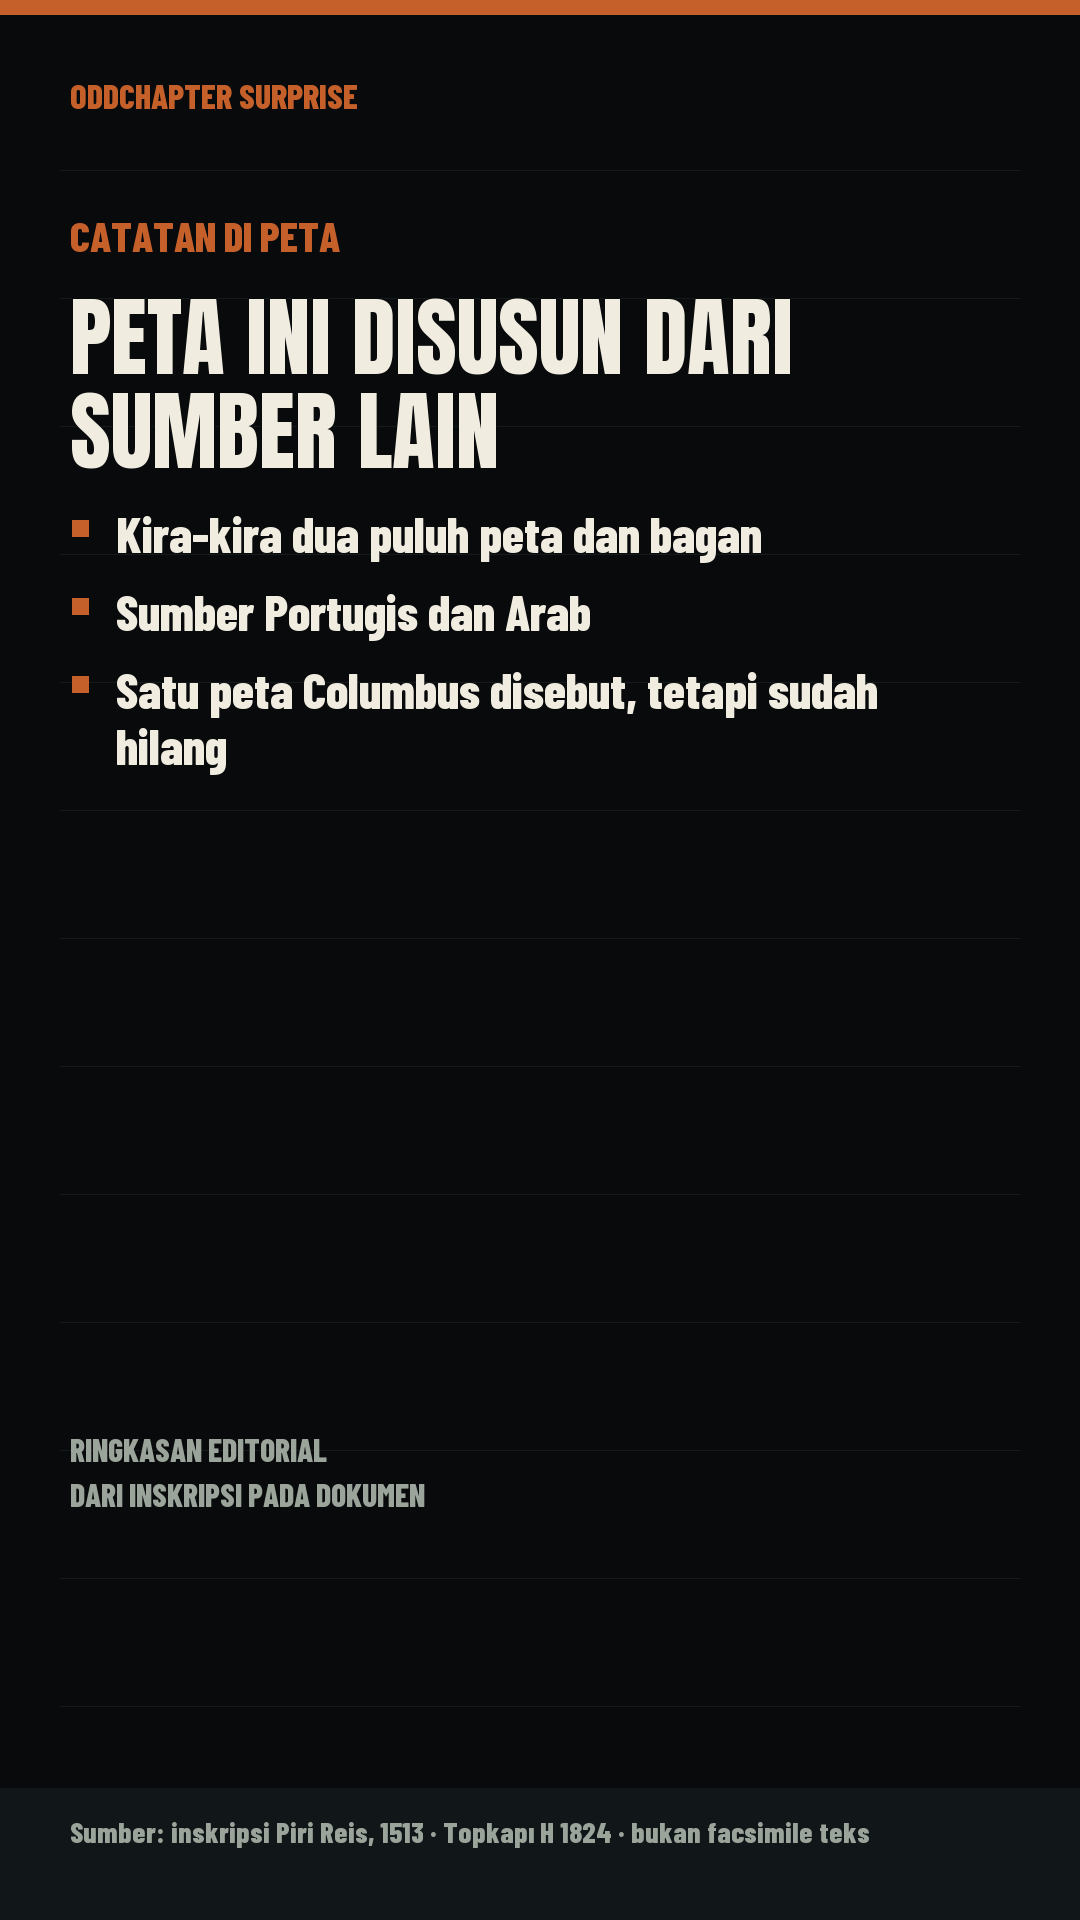 ODDCHAPTER SURPRISE
CATATAN DI PETA
PETA INI DISUSUN DARI
SUMBER LAIN
Kira-kira dua puluh peta dan bagan
Sumber Portugis dan Arab
Satu peta Columbus disebut, tetapi sudah
hilang
RINGKASAN EDITORIAL
DARI INSKRIPSI PADA DOKUMEN
Sumber: inskripsi Piri Reis, 1513 · Topkapı H 1824 · bukan facsimile teks